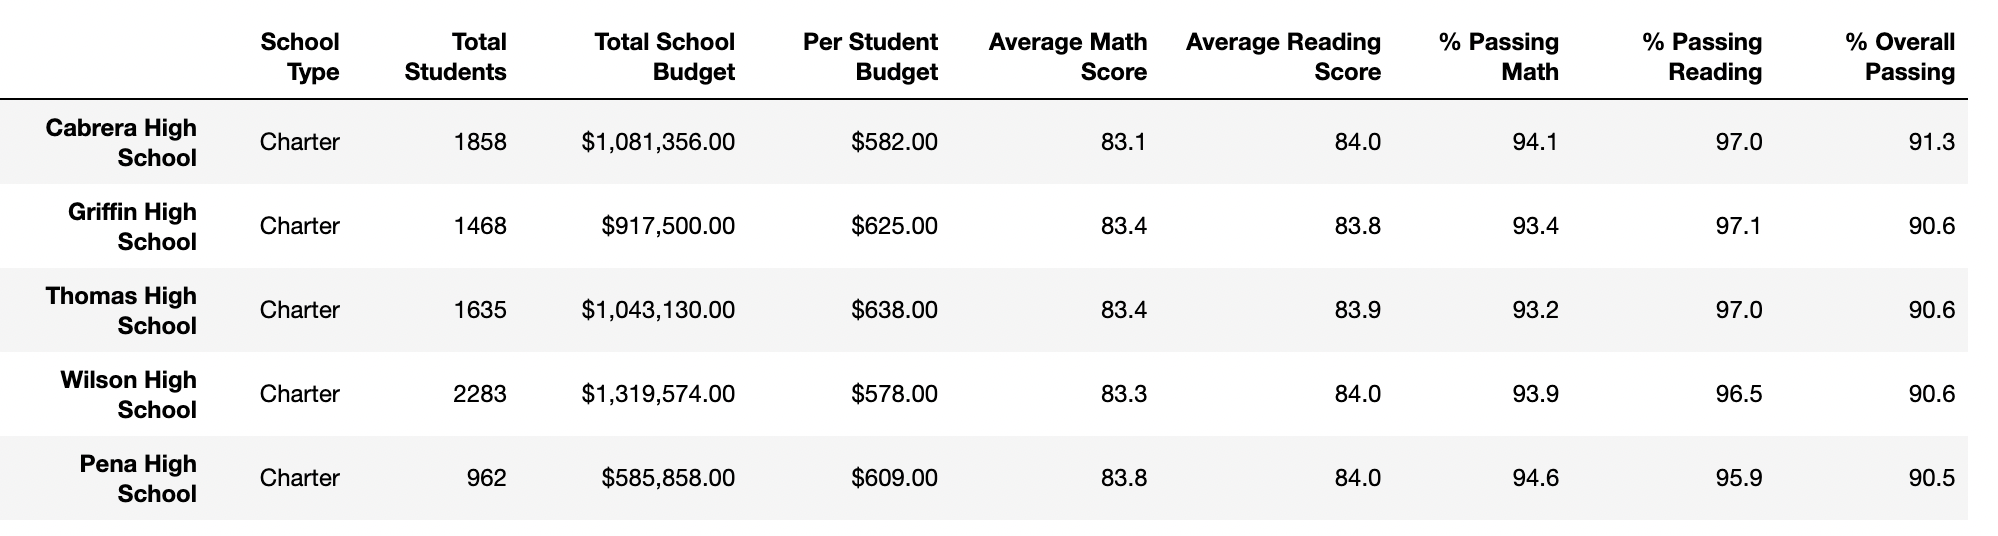 School Type Total Students Total School Budget Per Student Budget Average Math Score Average Reading Score % Passing Math % Passing Reading % Overall Passing
Cabrera High School Charter 1858 $1,081,356.00 $582.00 83.1 84.0 94.1 97.0 91.3
Griffin High School Charter 1468 $917,500.00 $625.00 83.4 83.8 93.4 97.1 90.6
Thomas High School Charter 1635 $1,043,130.00 $638.00 83.4 83.9 93.2 97.0 90.6
Wilson High School Charter 2283 $1,319,574.00 $578.00 83.3 84.0 93.9 96.5 90.6
Pena High School Charter 962 $585,858.00 $609.00 83.8 84.0 94.6 95.9 90.5